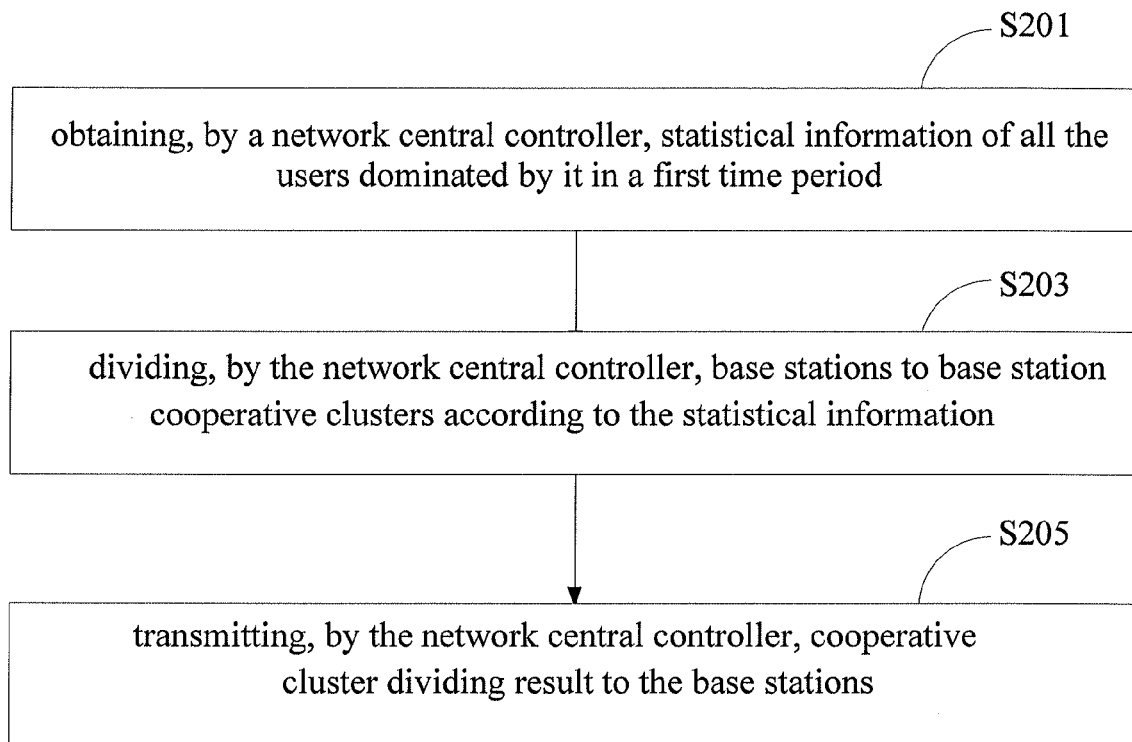 S201
obtaining, by a network central controller, statistical information of all the
users dominated by it in a first time period
S203
dividing, by the network central controller, base stations to base station
cooperative clusters according to the statistical information
S205
transmitting, by the network central controller, cooperative
cluster dividing result to the base stations